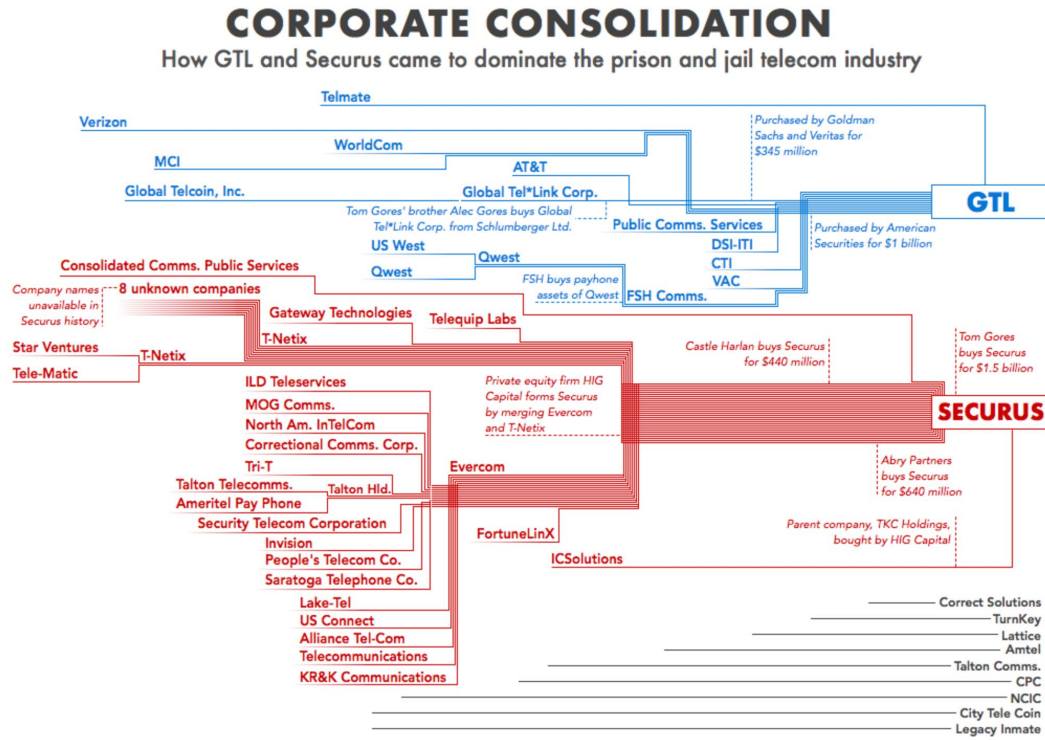 CORPORATE CONSOLIDATION
How GTL and Securus came to dominate the prison and jail telecom industry
Telmate
Verizon
Purchased by Goldman
Sachs and Veritas for
$345 million
WorldCom
MCI
AT&T
Global Telcoin, Inc.
Global Tel*Link Corp.
GTL
Tom Gores' brother Alec Gores buys Global
Tel*Link Corp. from Schlumberger Ltd.
Public Comms. Services
Purchased by American
Securities for $1 billion
US West
Qwest
DSI-ITI
Qwest
CTI
VAC
FSH buys payhone
assets of Qwest
FSH Comms.
Consolidated Comms. Public Services
Company names
unavailable in
Securus history
8 unknown companies
Gateway Technologies
Telequip Labs
T-Netix
Star Ventures
T-Netix
Tele-Matic
Castle Harlan buys Securus
for $440 million
Tom Gores
buys Securus
for $1.5 billion
ILD Teleservices
MOG Comms.
North Am. InTelCom
Correctional Comms. Corp.
Private equity firm HIG
Capital forms Securus
by merging Evercom
and T-Netix
SECURUS
Tri-T
Evercom
Talton Telecomms.
Talton Hld.
Ameritel Pay Phone
Abry Partners
buys Securus
for $640 million
Security Telecom Corporation
Invision
People's Telecom Co.
Saratoga Telephone Co.
FortuneLinX
Parent company, TKC Holdings,
bought by HIG Capital
ICSolutions
Lake-Tel
US Connect
Alliance Tel-Com
Telecommunications
KR&K Communications
Correct Solutions
TurnKey
Lattice
Amtel
Talton Comms.
CPC
NCIC
City Tele Coin
Legacy Inmate